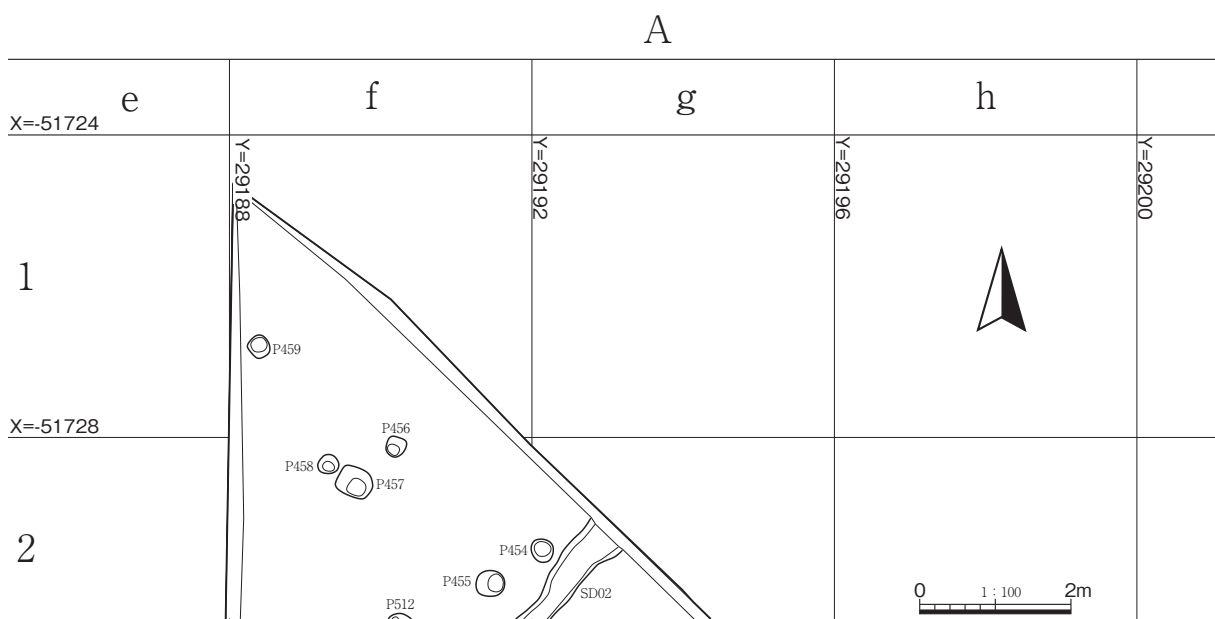 A
e f g h
X=-51724
Y=29188 Y=29192 Y=29196 Y=29200
1
P459
X=-51728
P456
P458
P457
2
P454
P455
SD02
P512
0 1：100 2m